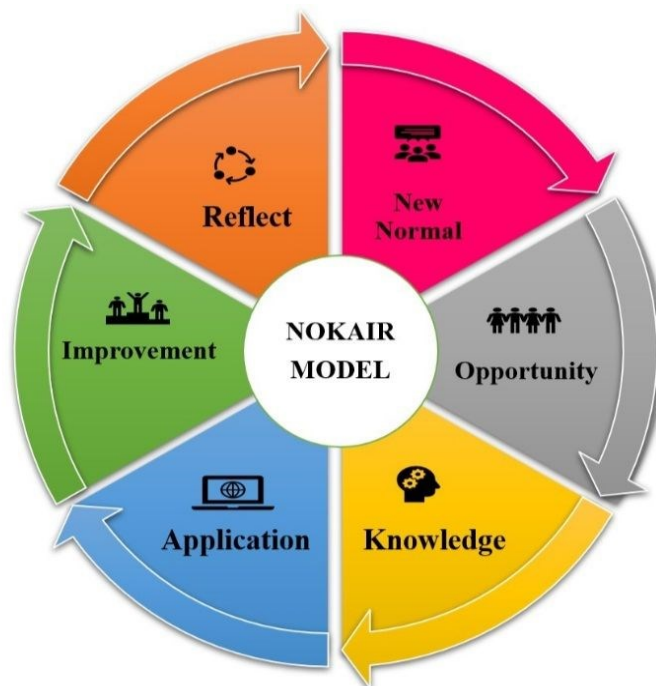 NOKAIR
MODEL
New
Normal
Opportunity
Knowledge
Application
Improvement
Reflect